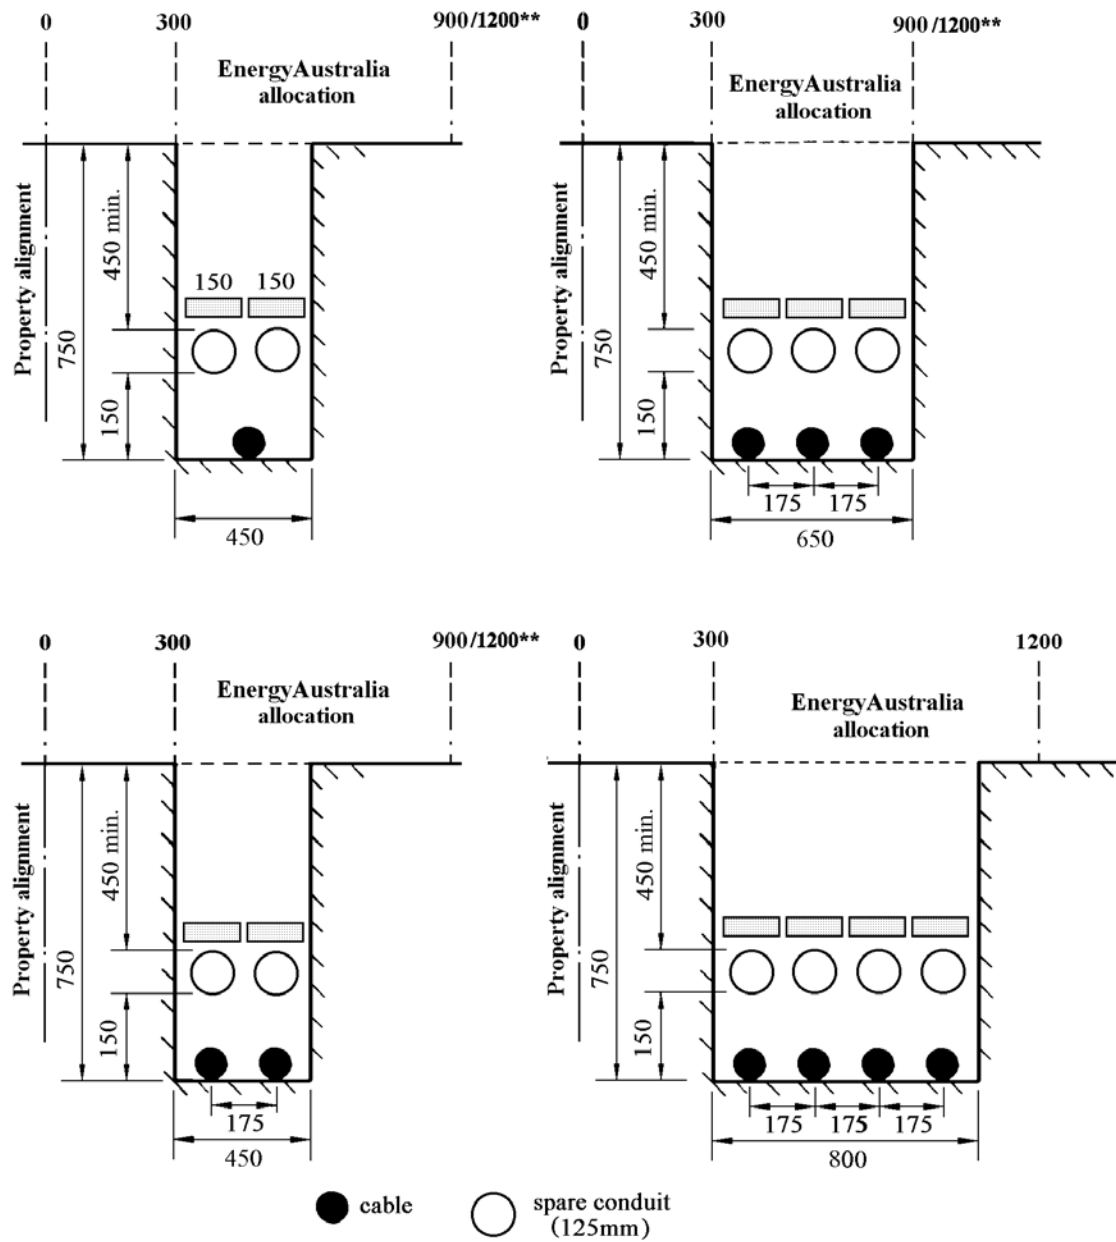 0 300 900/1200**
EnergyAustralia
allocation
Property alignment
750
450 min.
150 150
150
450
0 300 900/1200**
EnergyAustralia
allocation
Property alignment
750
450 min.
150
175 175
650
0 300 900/1200**
EnergyAustralia
allocation
Property alignment
750
450 min.
150
175
450
0 300 1200
EnergyAustralia
allocation
Property alignment
750
450 min.
150
175 175 175
800
cable
spare conduit
(125mm)